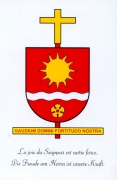 GAUDIUM DOMINI FORTITUDO NOSTRA
La joie du Seigneur est notre force.
Die Freude am Herrn ist unsere Kraft.